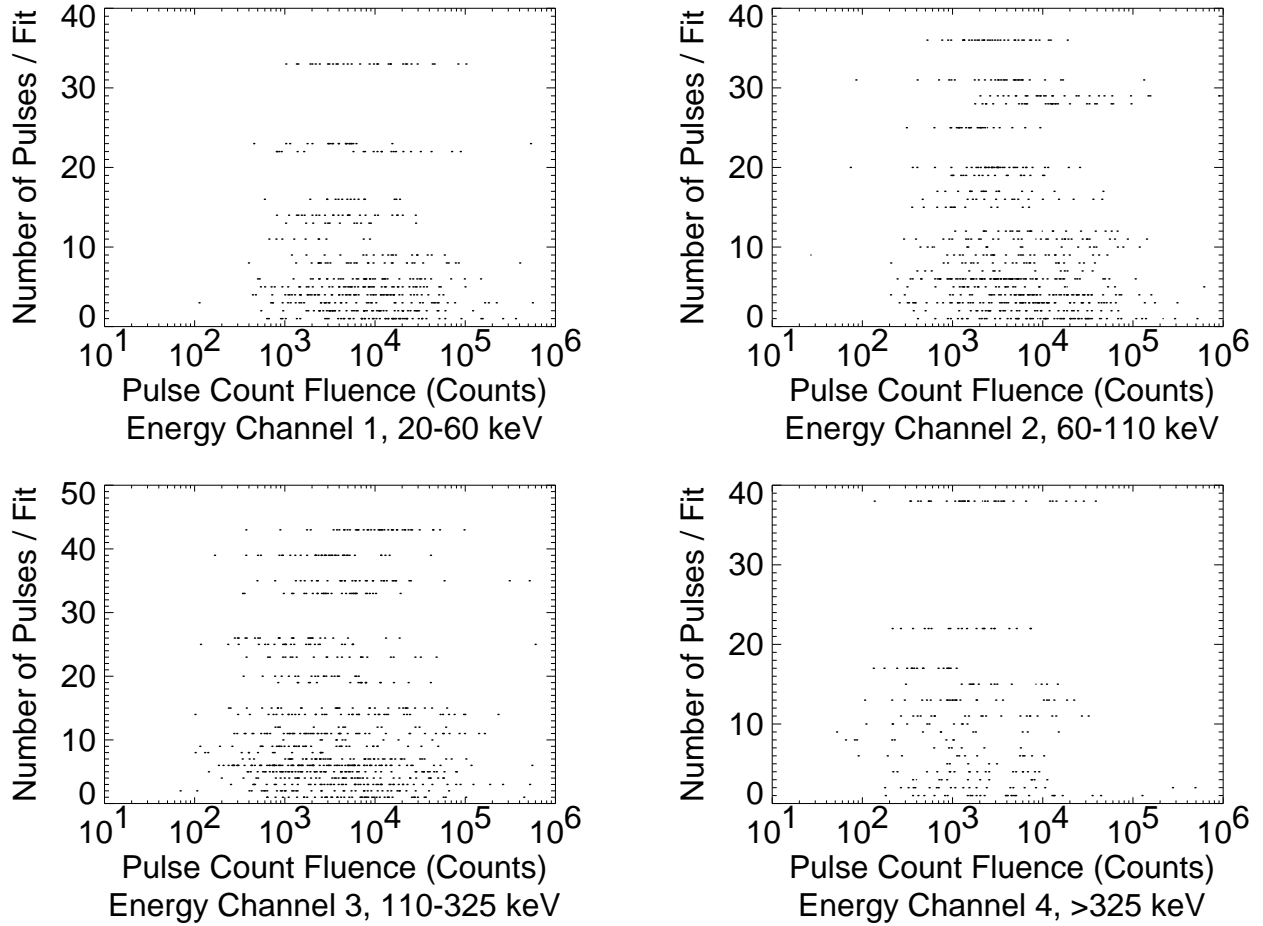 Number of Pulses / Fit
40
30
20
10
0
10^1 10^2 10^3 10^4 10^5 10^6
Pulse Count Fluence (Counts)
Energy Channel 1, 20-60 keV
Number of Pulses / Fit
40
30
20
10
0
10^1 10^2 10^3 10^4 10^5 10^6
Pulse Count Fluence (Counts)
Energy Channel 2, 60-110 keV
Number of Pulses / Fit
50
40
30
20
10
0
10^1 10^2 10^3 10^4 10^5 10^6
Pulse Count Fluence (Counts)
Energy Channel 3, 110-325 keV
Number of Pulses / Fit
40
30
20
10
0
10^1 10^2 10^3 10^4 10^5 10^6
Pulse Count Fluence (Counts)
Energy Channel 4, >325 keV